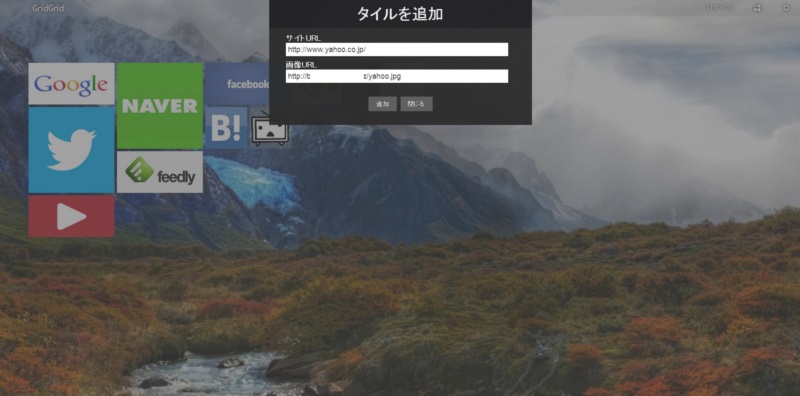 GridGrid
タイルを追加
サイトURL
http://www.yahoo.co.jp/
画像URL
http://b z/yahoo.jpg
追加 閉じる
Google
NAVER
facebook
B!
feedly